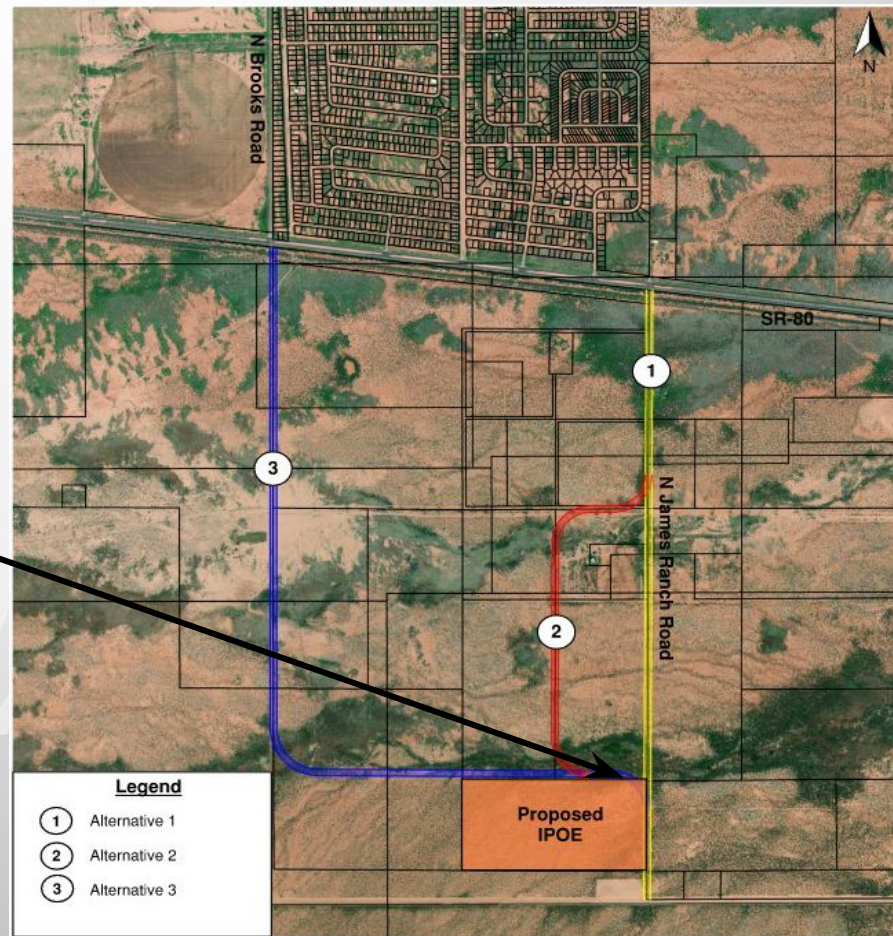 N Brooks Road
N
SR-80
1
3
N James Ranch Road
2
Proposed
IPOE
Legend
1 Alternative 1
2 Alternative 2
3 Alternative 3